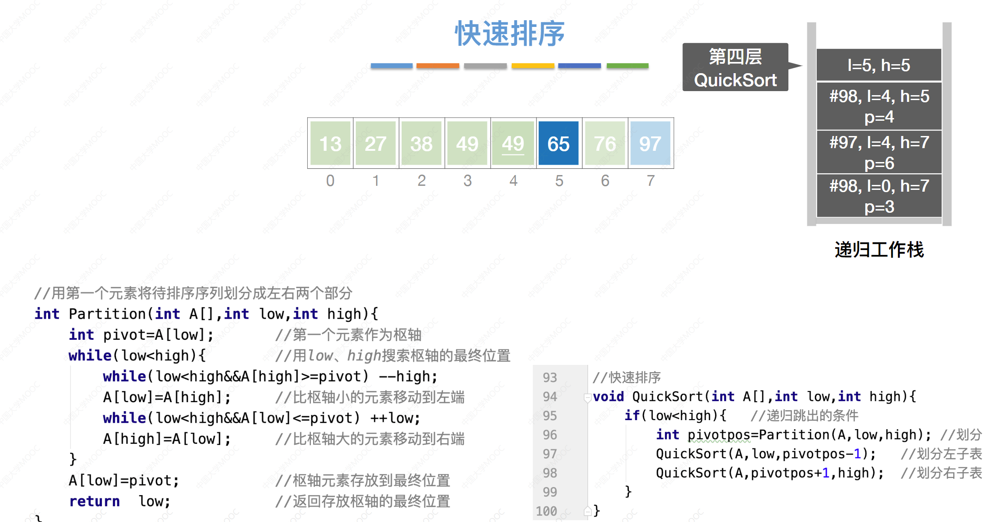 快速排序
第四层
QuickSort
l=5, h=5
#98, l=4, h=5
p=4
#97, l=4, h=7
p=6
#98, l=0, h=7
p=3
递归工作栈
13 27 38 49 49 65 76 97
0 1 2 3 4 5 6 7
//用第一个元素将待排序序列划分成左右两个部分
int Partition(int A[],int low,int high){
int pivot=A[low]; //第一个元素作为枢轴
while(low<high){ //用low、high搜索枢轴的最终位置
while(low<high&&A[high]>=pivot) --high;
A[low]=A[high]; //比枢轴小的元素移动到左端
while(low<high&&A[low]<=pivot) ++low;
A[high]=A[low]; //比枢轴大的元素移动到右端
}
A[low]=pivot; //枢轴元素存放到最终位置
return low; //返回存放枢轴的最终位置
}
93 //快速排序
94 void QuickSort(int A[],int low,int high){
95 if(low<high){ //递归跳出的条件
96 int pivotpos=Partition(A,low,high); //划分
97 QuickSort(A,low,pivotpos-1); //划分左子表
98 QuickSort(A,pivotpos+1,high); //划分右子表
99 }
100 }
中国大学MOOC